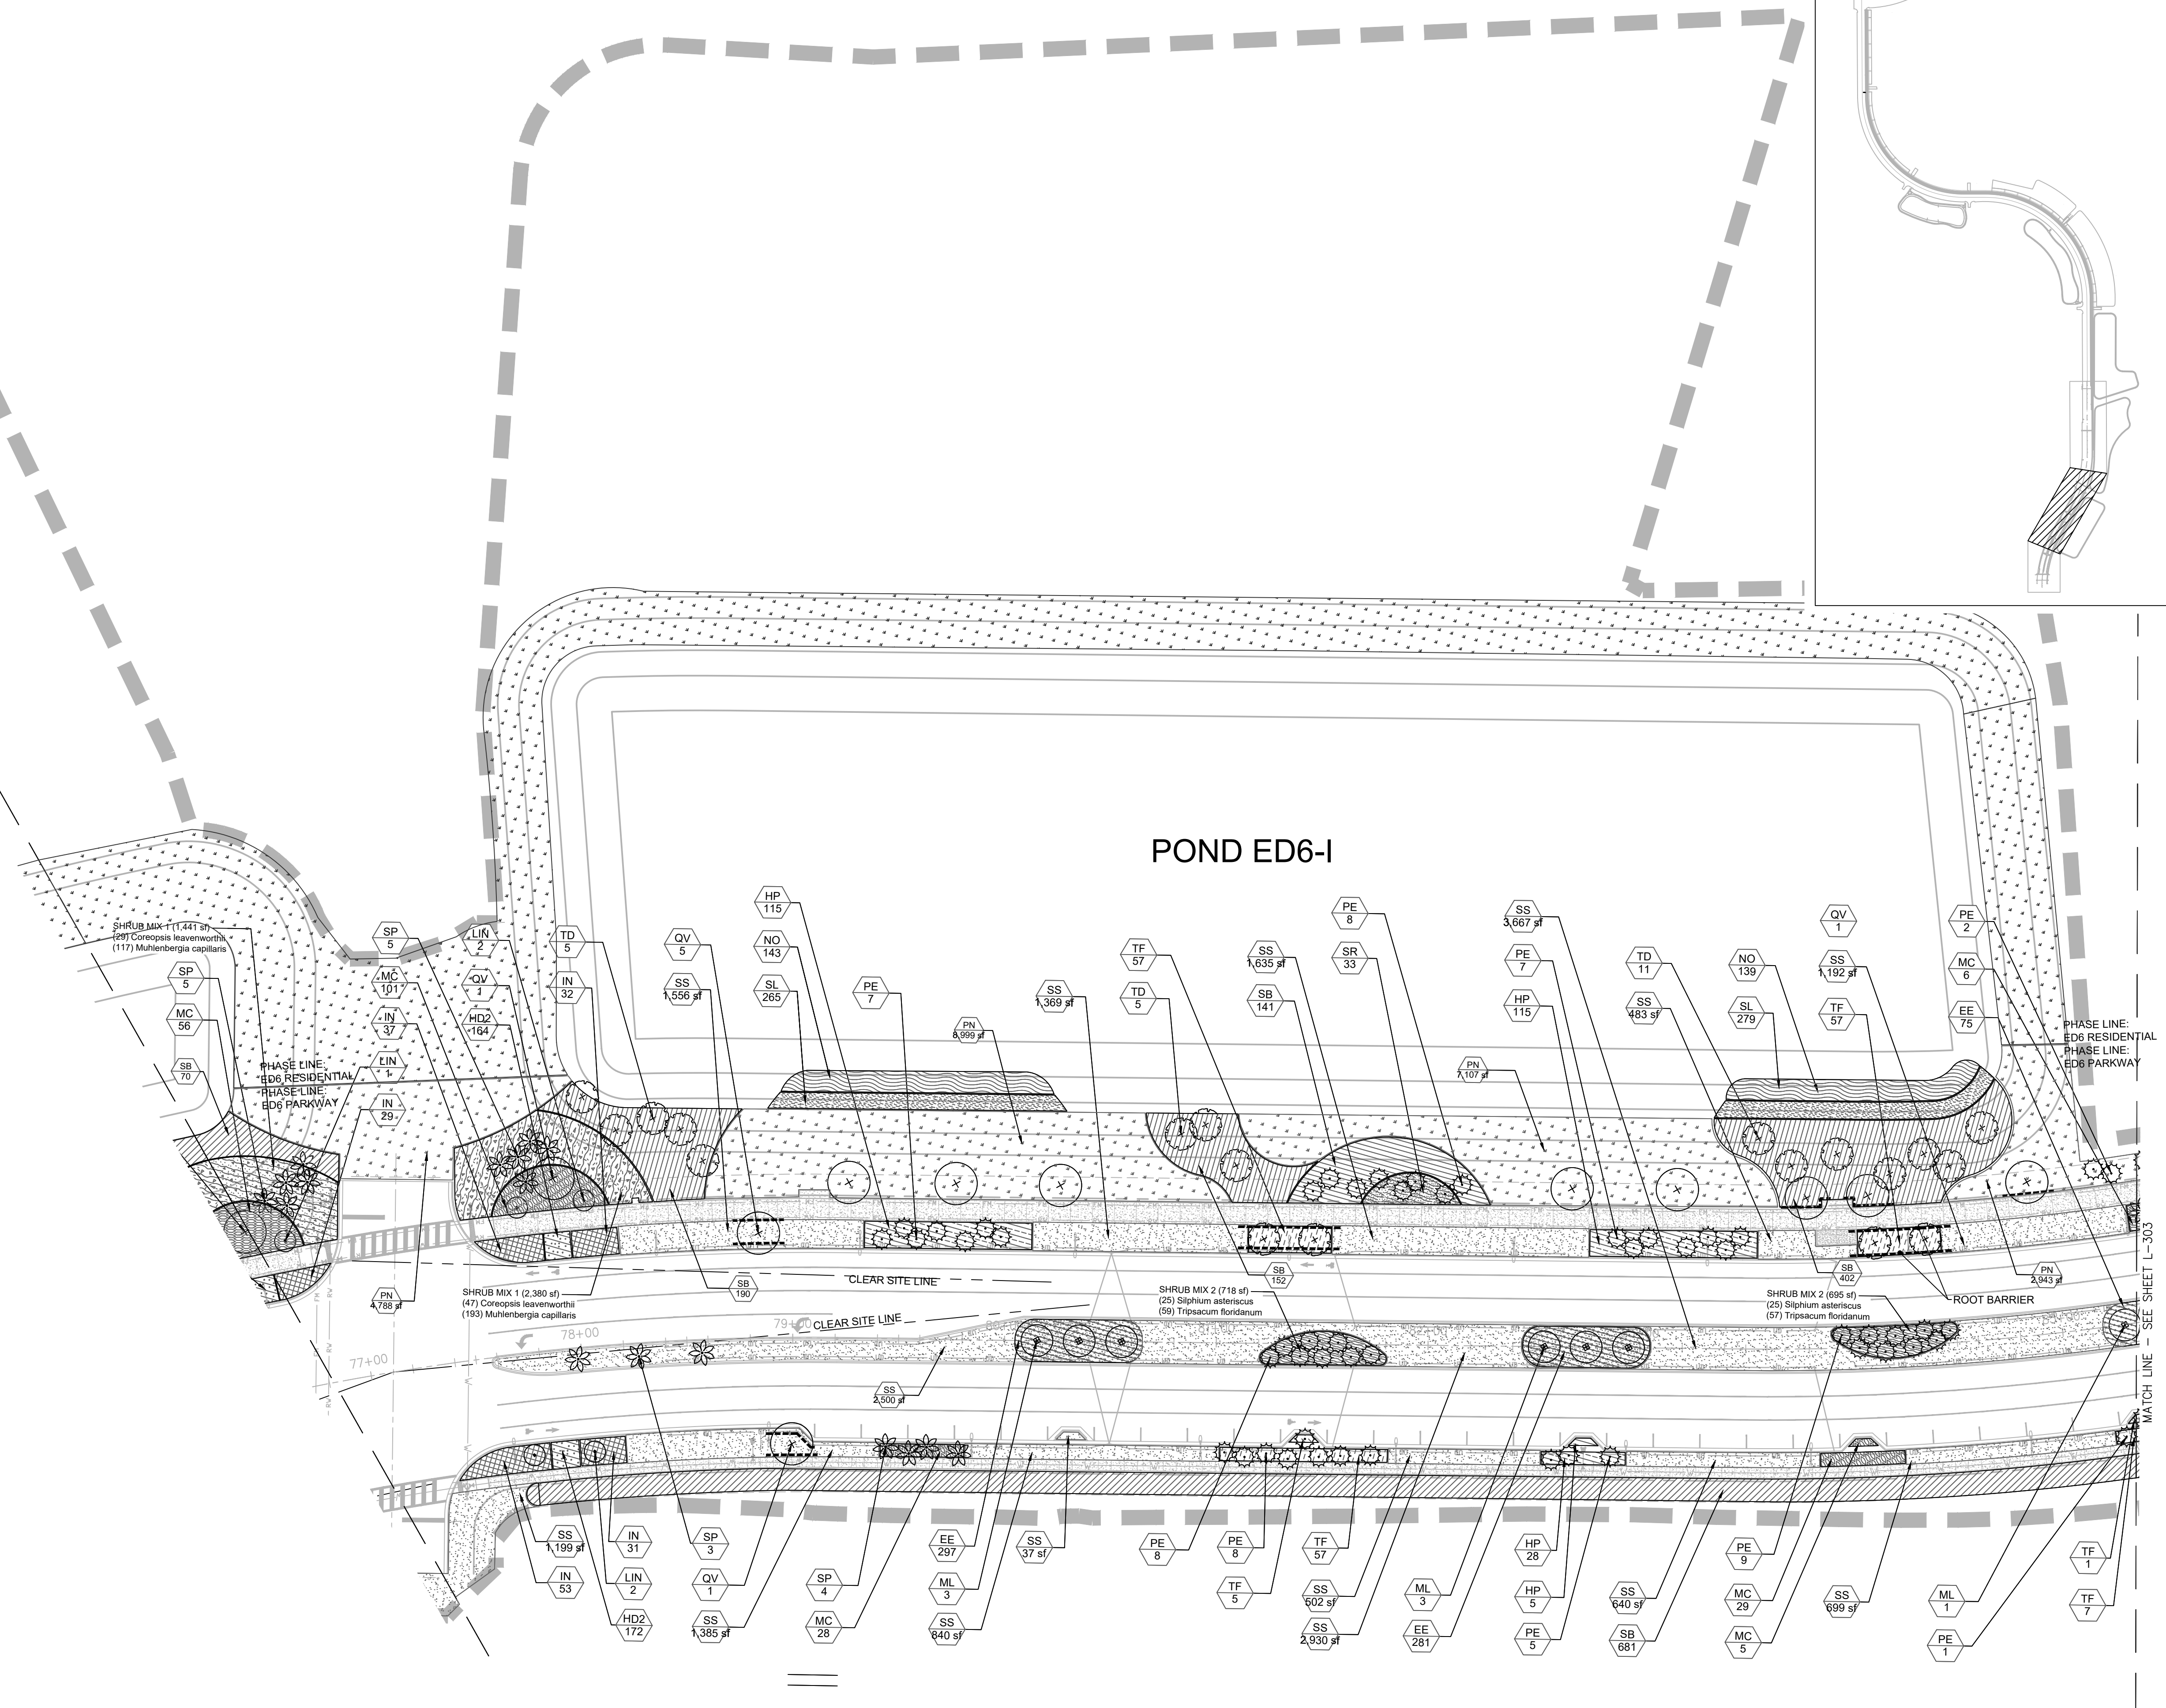 POND ED6-I
HP
115
NO
143
SL
265
PE
7
PN
8,999 sf
SS
1,369 sf
TF
57
TD
5
SS
1,635 sf
SB
141
PE
8
SR
33
PN
7,107 sf
SS
3,667 sf
PE
7
HP
115
TD
11
SS
483 sf
NO
139
SL
279
QV
1
SS
1,192 sf
TF
57
PE
2
MC
6
EE
75
PHASE LINE:
ED6 RESIDENTIAL
PHASE LINE:
ED6 PARKWAY
SHRUB MIX 1 (1,441 sf)
(29) Coreopsis leavenworthii
(117) Muhlenbergia capillaris
SP
5
MC
56
SB
70
PHASE LINE:
ED6 RESIDENTIAL
PHASE LINE:
ED6 PARKWAY
SP
5
MC
101
IN
37
LIN
1
IN
29
LIN
2
QV
1
HD2
164
TD
5
IN
32
QV
5
SS
1,556 sf
PN
4,788 sf
SHRUB MIX 1 (2,380 sf)
(47) Coreopsis leavenworthii
(193) Muhlenbergia capillaris
SB
190
CLEAR SITE LINE
CLEAR SITE LINE
77+00
78+00
79+00
SHRUB MIX 2 (718 sf)
(25) Silphium asteriscus
(59) Tripsacum floridanum
SB
152
SHRUB MIX 2 (695 sf)
(25) Silphium asteriscus
(57) Tripsacum floridanum
SB
402
ROOT BARRIER
PN
2,943 sf
SS
2,500 sf
MATCH LINE - SEE SHEET L-303
SS
1,199 sf
IN
53
IN
31
LIN
2
HD2
172
SP
3
QV
1
SS
1,385 sf
SP
4
MC
28
EE
297
ML
3
SS
840 sf
SS
37 sf
PE
8
PE
8
TF
5
TF
57
SS
502 sf
SS
2,930 sf
ML
3
EE
281
HP
28
HP
5
PE
5
SS
640 sf
SB
681
PE
9
MC
29
MC
5
SS
699 sf
ML
1
PE
1
TF
1
TF
7